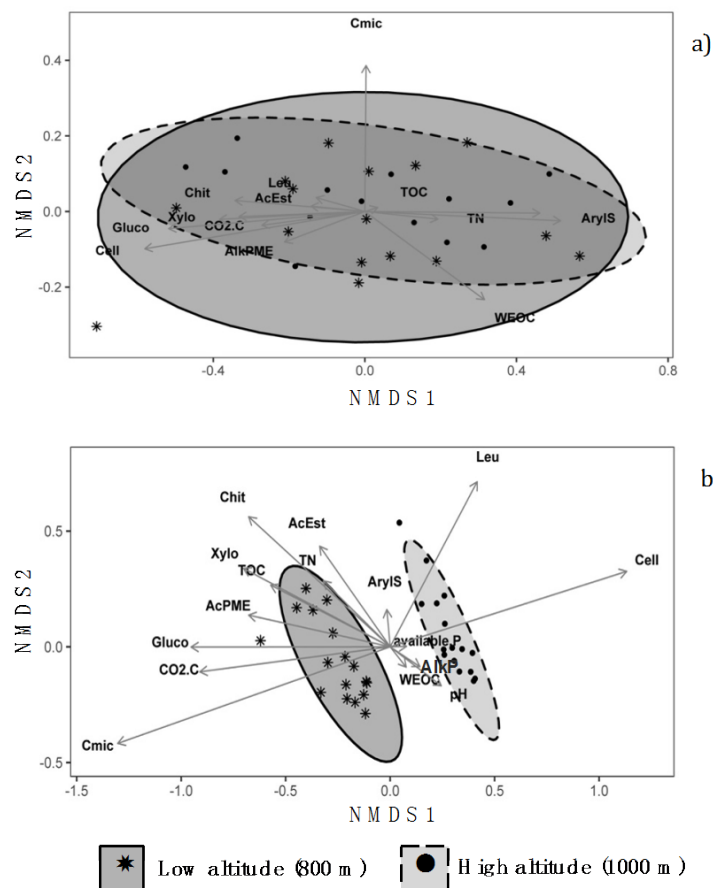 a)
Cmic
0.4
0.2
0.0
-0.2
Leu
Chit
AcEst
TOC
Xylo
CO2.C
TN
Gluco
ArylS
Cell
AlkPME
WEOC
-0.4
0.0
0.4
0.8
NMDS1
NMDS2
b
Leu
Chit
AcEst
0.5
0.0
-0.5
Xylo
TN
TOC
Cell
ArylS
AcPME
available.P
Gluco
AlkP
CO2.C
WEOC
pH
Cmic
-1.5
-1.0
-0.5
0.0
0.5
1.0
NMDS1
NMDS2
Low altitude (800 m)
High altitude (1000 m)